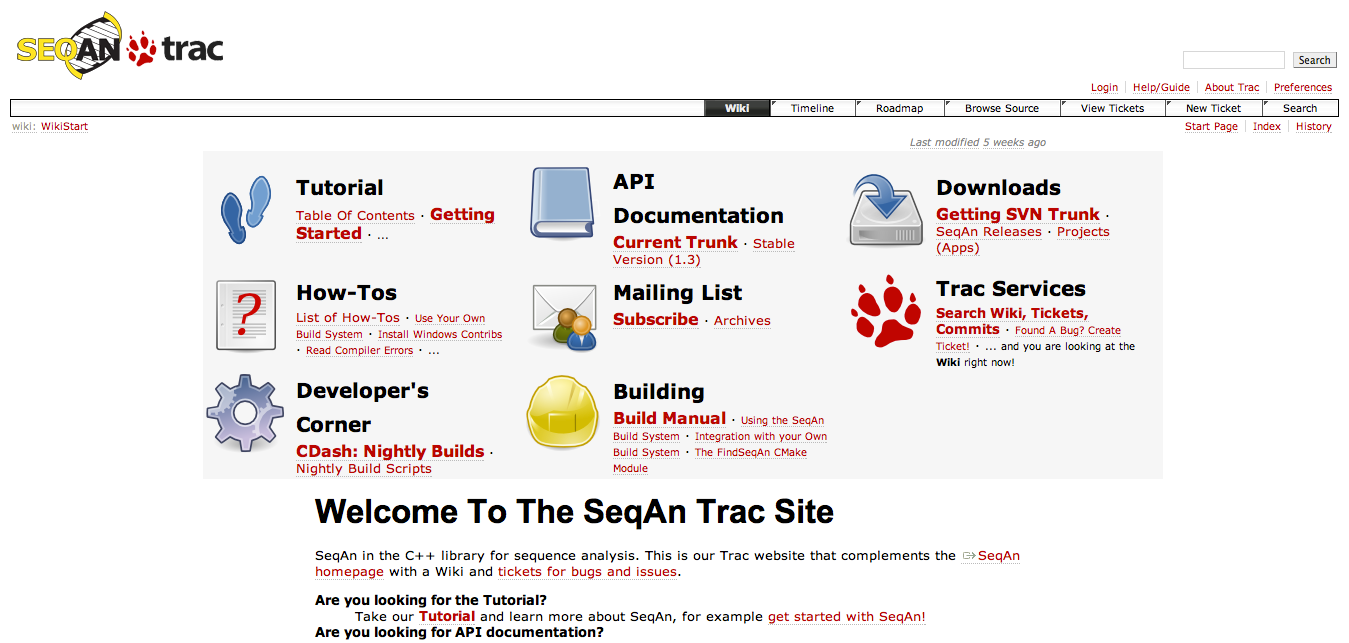 SEQAN trac
Search
Login Help/Guide About Trac Preferences
Wiki Timeline Roadmap Browse Source View Tickets New Ticket Search
wiki: WikiStart
Start Page Index History
Last modified 5 weeks ago
Tutorial
Table Of Contents · Getting
Started · ...
API
Documentation
Current Trunk · Stable
Version (1.3)
Downloads
Getting SVN Trunk ·
SeqAn Releases · Projects
(Apps)
?
How-Tos
List of How-Tos · Use Your Own
Build System · Install Windows Contribs
· Read Compiler Errors · ...
Mailing List
Subscribe · Archives
Trac Services
Search Wiki, Tickets,
Commits · Found A Bug? Create
Ticket! · ... and you are looking at the
Wiki right now!
Developer's
Corner
CDash: Nightly Builds ·
Nightly Build Scripts
Building
Build Manual · Using the SeqAn
Build System · Integration with your Own
Build System · The FindSeqAn CMake
Module
Welcome To The SeqAn Trac Site
SeqAn in the C++ library for sequence analysis. This is our Trac website that complements the SeqAn
homepage with a Wiki and tickets for bugs and issues.
Are you looking for the Tutorial?
Take our Tutorial and learn more about SeqAn, for example get started with SeqAn!
Are you looking for API documentation?